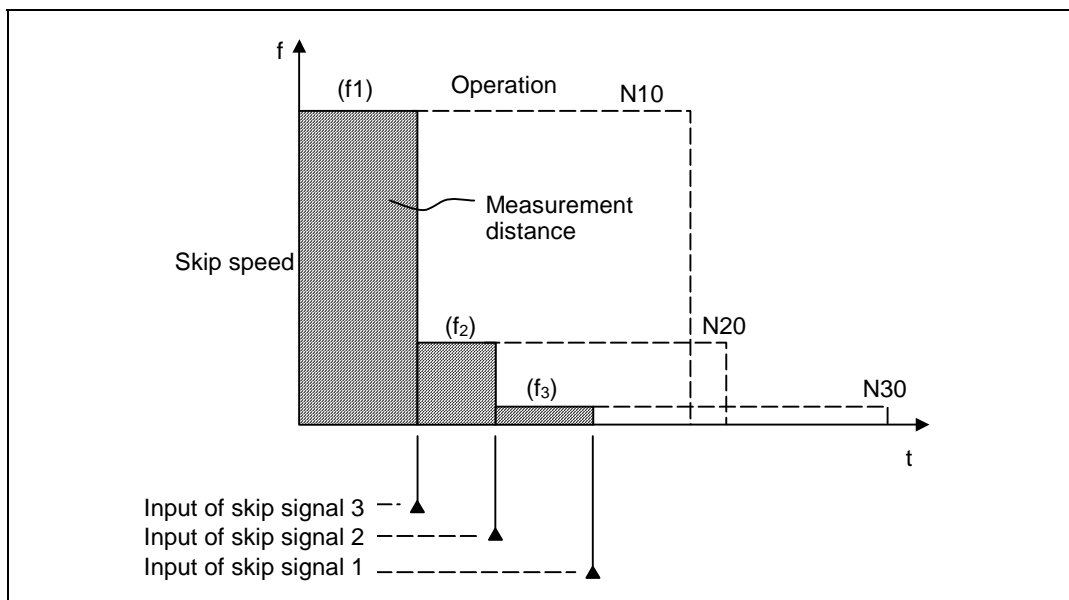 f
(f1)
Operation
N10
Measurement
distance
Skip speed
(f₂)
N20
(f₃)
N30
t
Input of skip signal 3
Input of skip signal 2
Input of skip signal 1